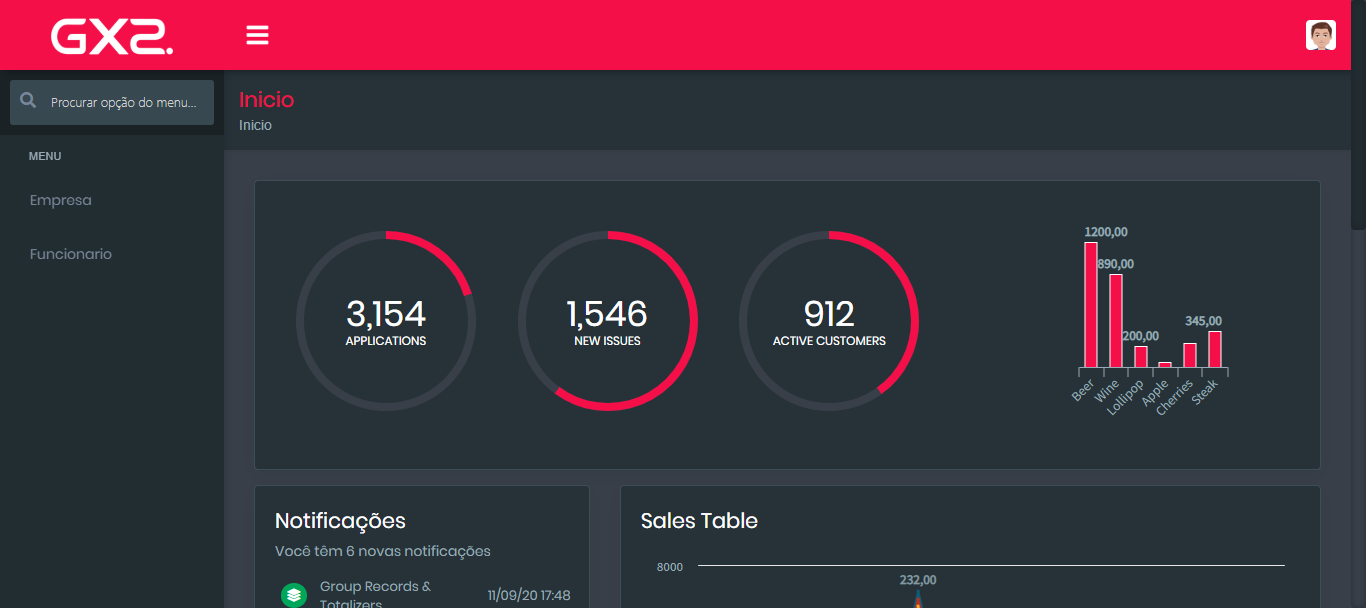 GX2.
Procurar opção do menu...
Inicio
Inicio
MENU
Empresa
Funcionario
3,154
APPLICATIONS
1,546
NEW ISSUES
912
ACTIVE CUSTOMERS
1200,00
890,00
200,00
345,00
Beer
Wine
Lollipop
Apple
Cherries
Steak
Notificações
Você têm 6 novas notificações
Group Records &
Totalizers
11/09/20 17:48
Sales Table
8000
232,00